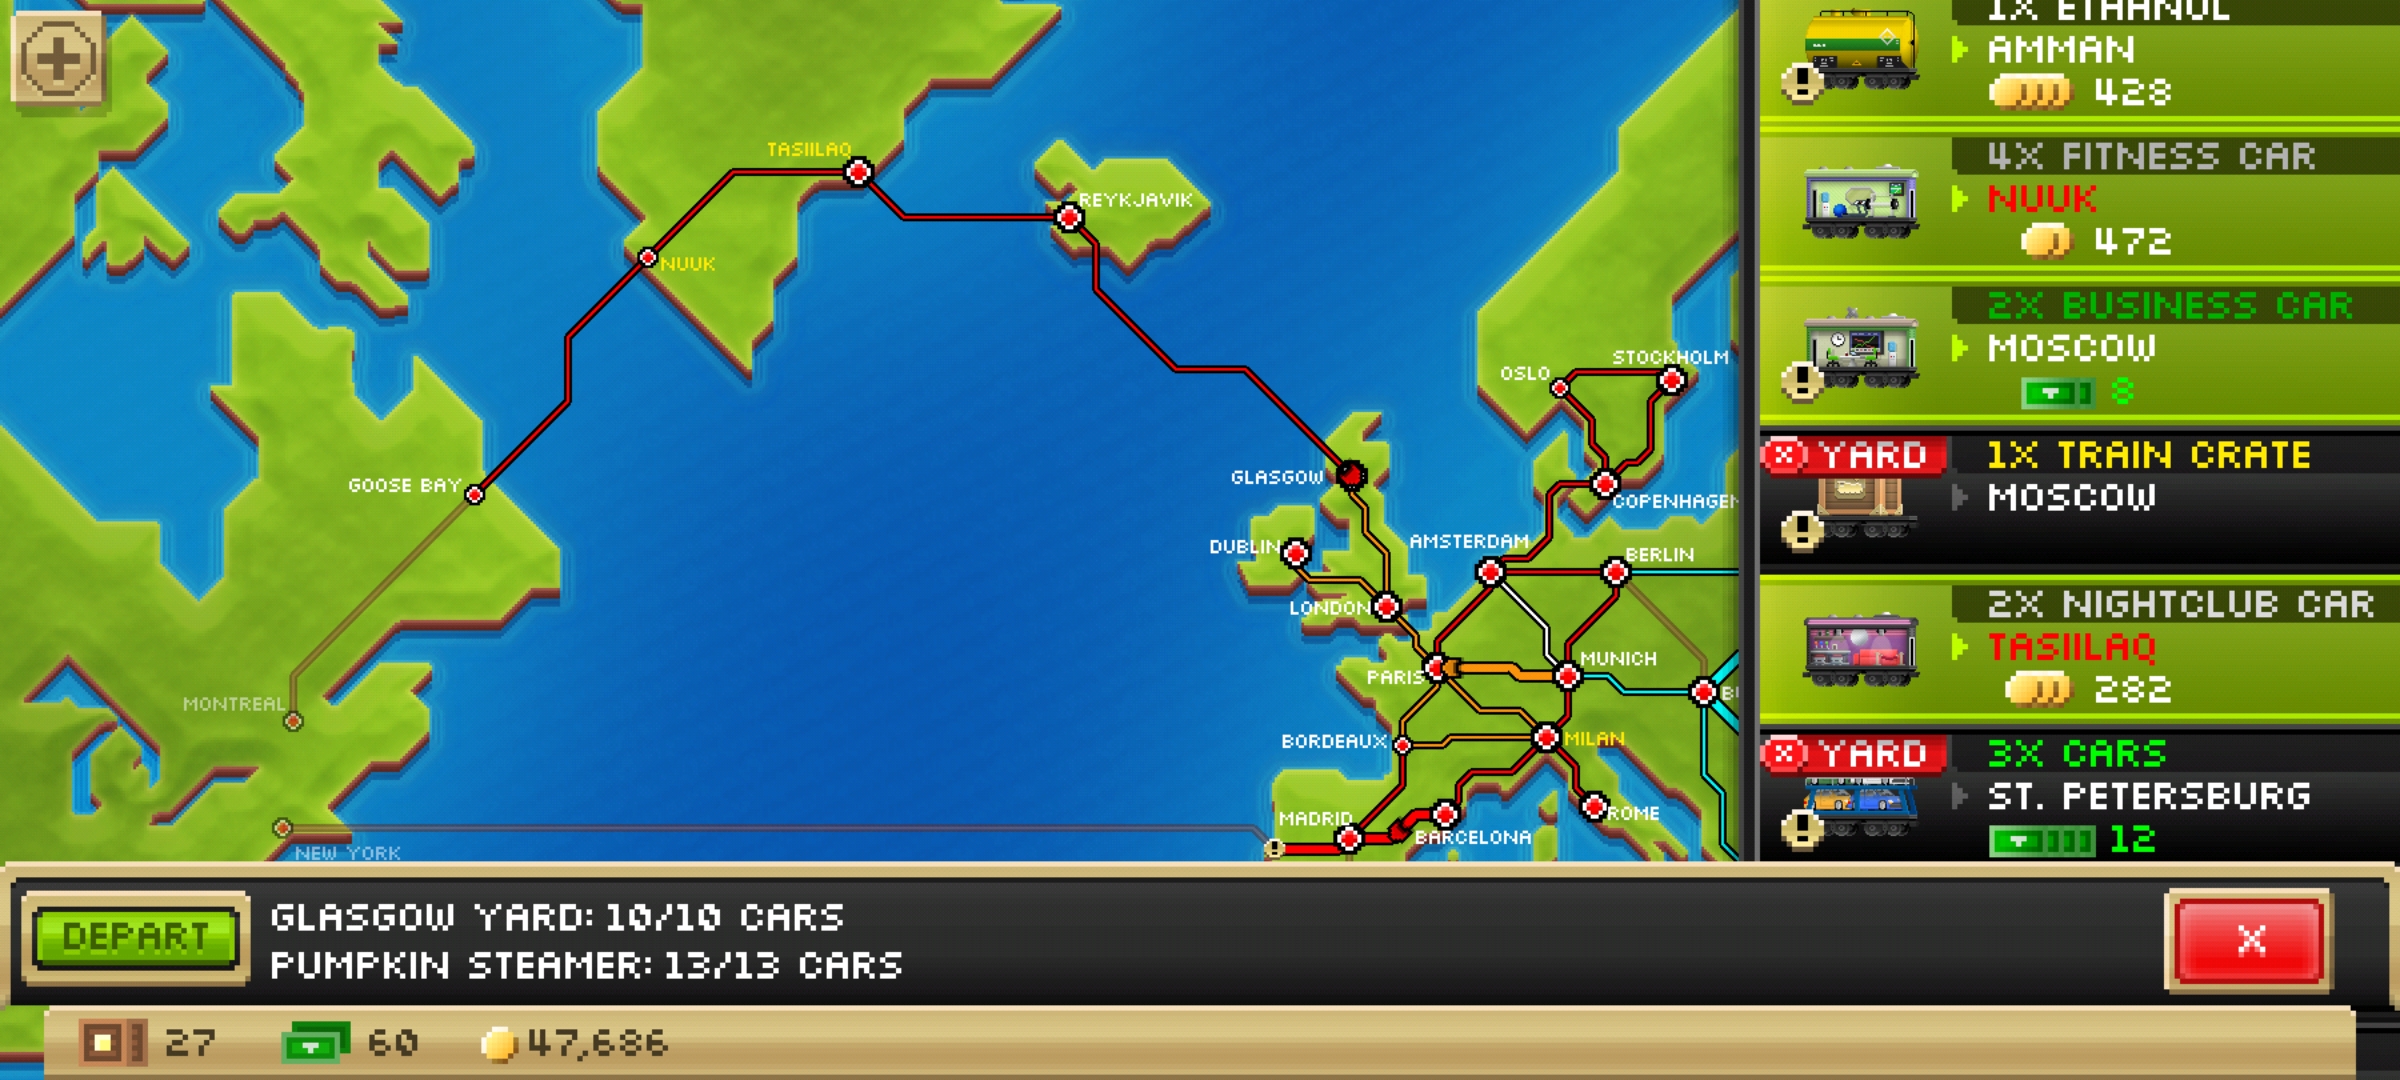 TASIILAQ
REYKJAVIK
NUUK
GOOSE BAY
MONTREAL
NEW YORK
GLASGOW
DUBLIN
LONDON
OSLO
STOCKHOLM
COPENHAGEN
AMSTERDAM
BERLIN
PARIS
MUNICH
BORDEAUX
MILAN
MADRID
BARCELONA
ROME
1X ETHANOL
AMMAN
428
4X FITNESS CAR
NUUK
472
2X BUSINESS CAR
MOSCOW
8
YARD
1X TRAIN CRATE
MOSCOW
2X NIGHTCLUB CAR
TASIILAQ
282
YARD
3X CARS
ST. PETERSBURG
12
DEPART
GLASGOW YARD: 10/10 CARS
PUMPKIN STEAMER: 13/13 CARS
X
27
60
47,686